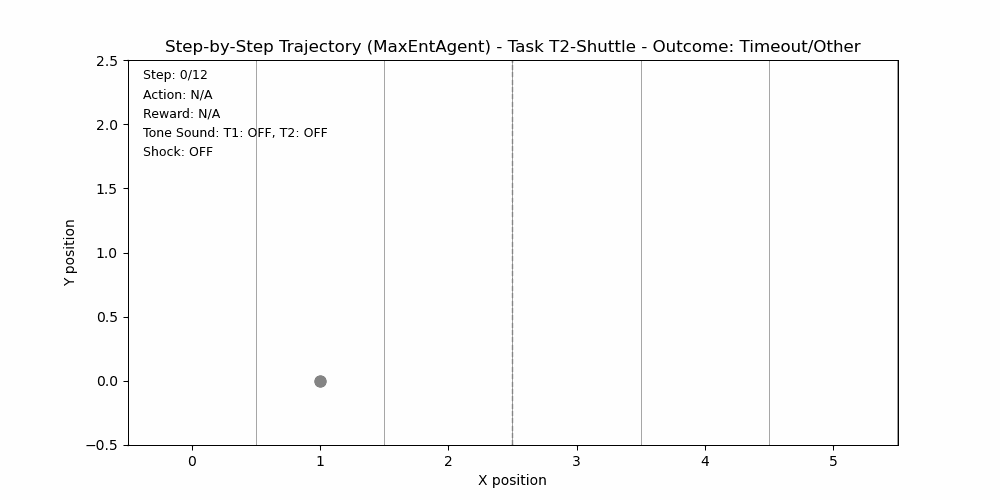 Step-by-Step Trajectory (MaxEntAgent) - Task T2-Shuttle - Outcome: Timeout/Other
2.5
Step: 0/12
Action: N/A
Reward: N/A
2.0
Tone Sound: T1: OFF, T2: OFF
Shock: OFF
1.5
Y position
1.0
0.5
0.0
−0.5
0 1 2 3 4 5
X position